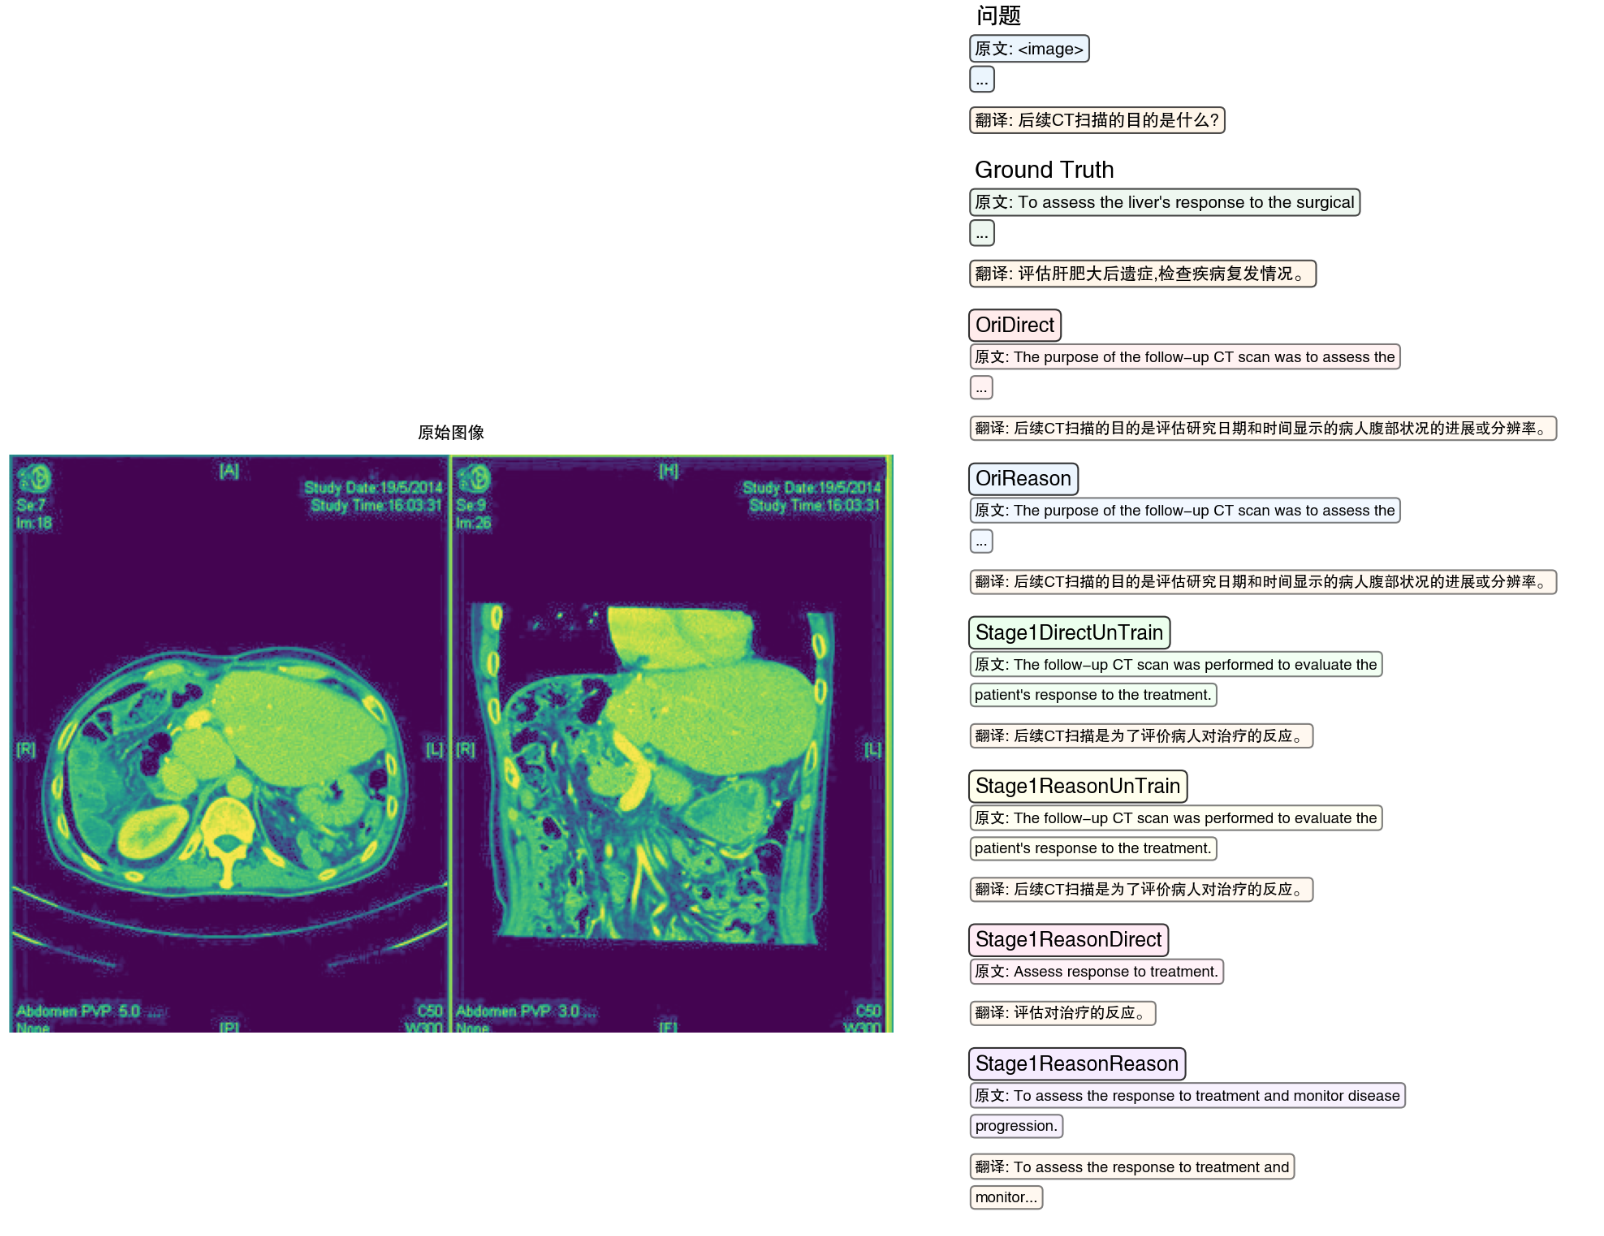 问题
原文: <image>
...
翻译: 后续CT扫描的目的是什么?
Ground Truth
原文: To assess the liver's response to the surgical
...
翻译: 评估肝肥大后遗症,检查疾病复发情况。
OriDirect
原文: The purpose of the follow-up CT scan was to assess the
...
翻译: 后续CT扫描的目的是评估研究日期和时间显示的病人腹部状况的进展或分辨率。
OriReason
原文: The purpose of the follow-up CT scan was to assess the
...
翻译: 后续CT扫描的目的是评估研究日期和时间显示的病人腹部状况的进展或分辨率。
Stage1DirectUnTrain
原文: The follow-up CT scan was performed to evaluate the
patient's response to the treatment.
翻译: 后续CT扫描是为了评价病人对治疗的反应。
Stage1ReasonUnTrain
原文: The follow-up CT scan was performed to evaluate the
patient's response to the treatment.
翻译: 后续CT扫描是为了评价病人对治疗的反应。
Stage1ReasonDirect
原文: Assess response to treatment.
翻译: 评估对治疗的反应。
Stage1ReasonReason
原文: To assess the response to treatment and monitor disease
progression.
翻译: To assess the response to treatment and
monitor...
原始图像
[A]
Study Date:19/5/2014
Se:7
Study Time:16:03:31
Im:18
[R]
[L]
Abdomen PVP 5.0 ...
C50
None
[P]
W300
[H]
Study Date:19/5/2014
Se:9
Study Time:16:03:31
Im:26
[R]
[L]
Abdomen PVP 3.0 ...
C50
None
[F]
W300